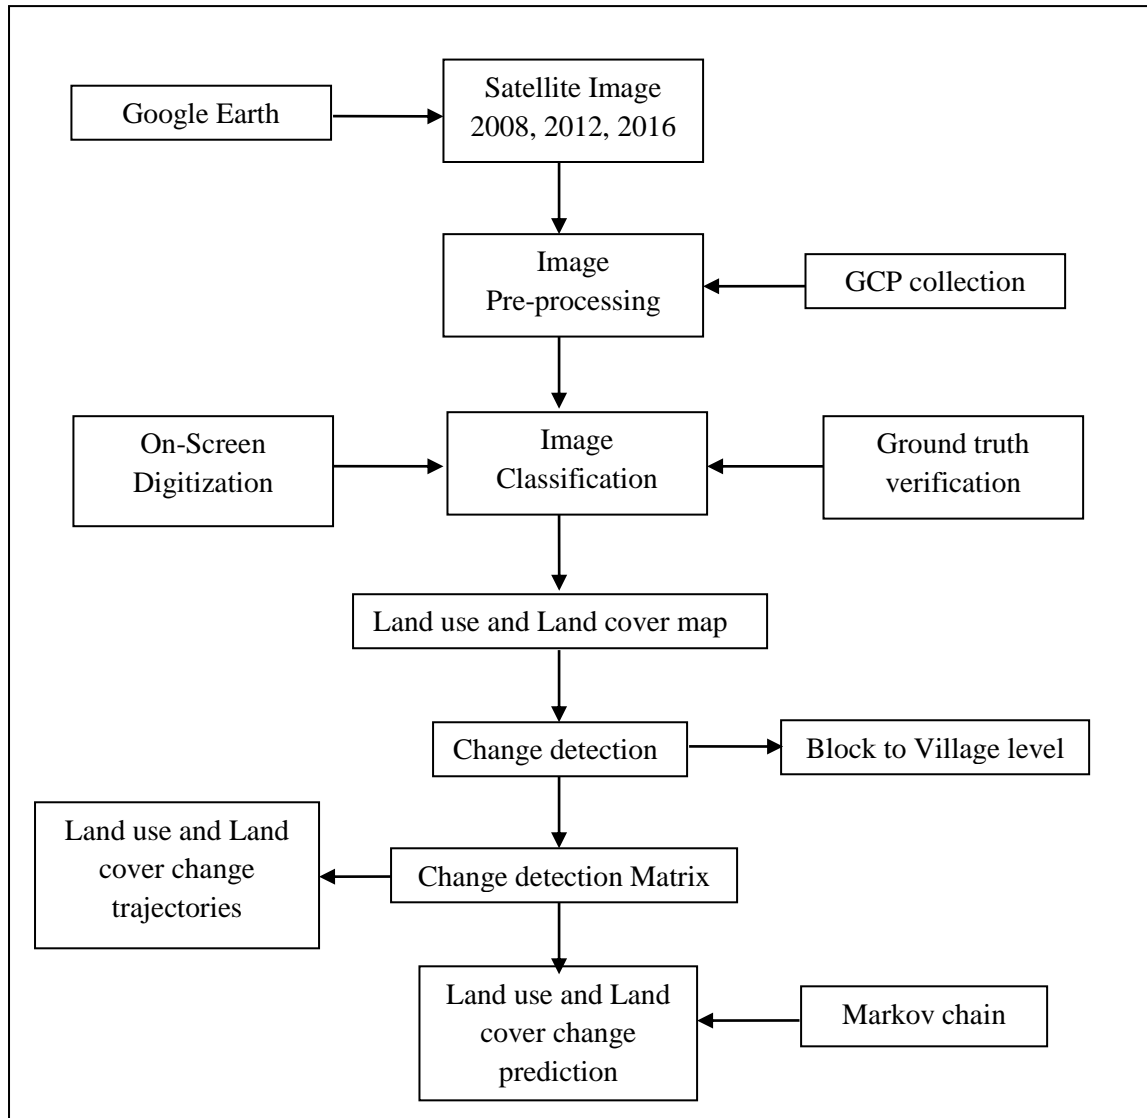 Google Earth
Satellite Image
2008, 2012, 2016
Image
Pre-processing
GCP collection
On-Screen
Digitization
Image
Classification
Ground truth
verification
Land use and Land cover map
Change detection
Block to Village level
Land use and Land
cover change
trajectories
Change detection Matrix
Land use and Land
cover change
prediction
Markov chain